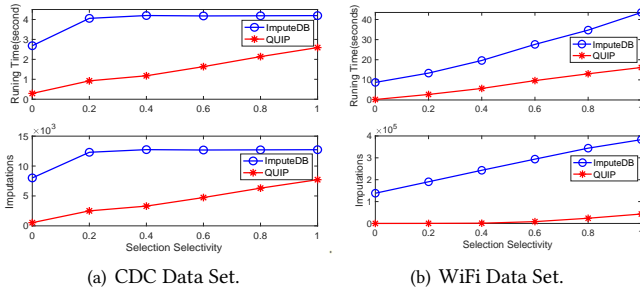 Runing Time(second)
4
3
2
1
0
0 0.2 0.4 0.6 0.8 1
ImputeDB
QUIP
Imputations
×10³
15
10
5
0
0 0.2 0.4 0.6 0.8 1
ImputeDB
QUIP
Selection Selectivity
(a) CDC Data Set.
Runing Time(seconds)
40
30
20
10
0
0 0.2 0.4 0.6 0.8 1
ImputeDB
QUIP
Imputations
×10⁵
4
3
2
1
0
0 0.2 0.4 0.6 0.8 1
ImputeDB
QUIP
Selection Selectivity
.
(b) WiFi Data Set.